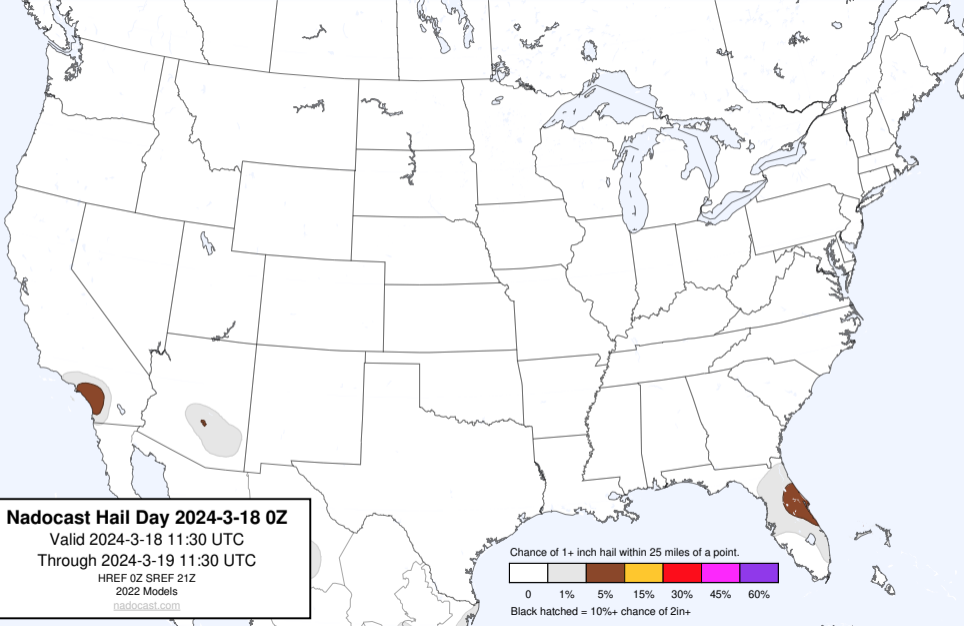 Nadocast Hail Day 2024-3-18 0Z
Valid 2024-3-18 11:30 UTC
Through 2024-3-19 11:30 UTC
HREF 0Z SREF 21Z
2022 Models
nadocast.com
Chance of 1+ inch hail within 25 miles of a point.
0 1% 5% 15% 30% 45% 60%
Black hatched = 10%+ chance of 2in+